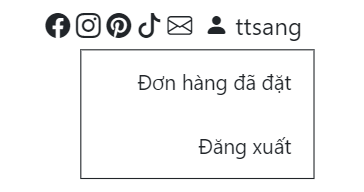 ttsang
Đơn hàng đã đặt
Đăng xuất